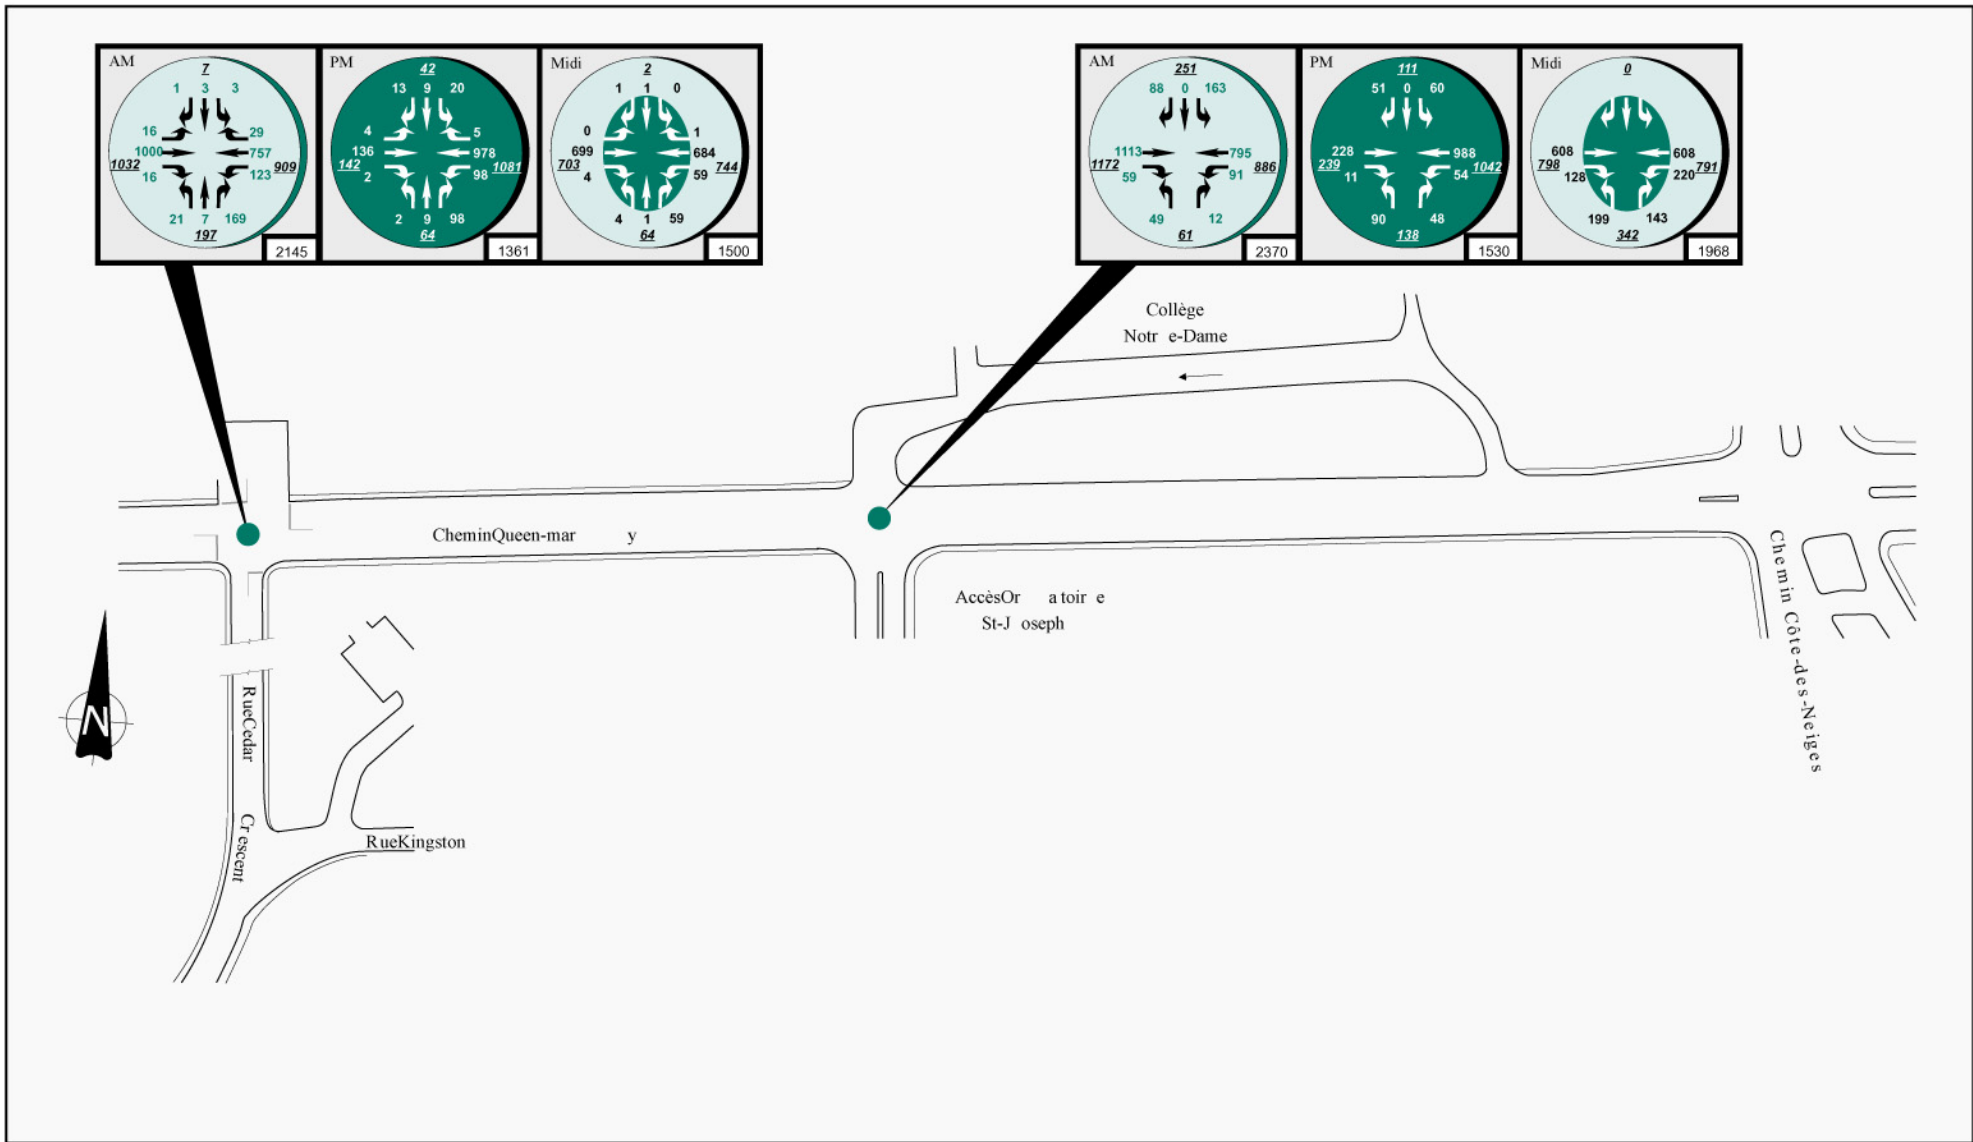 AM
7
1 3 3
16 29
1000 757
1032 909
16 123
21 7 169
197
2145
PM
42
13 9 20
4 5
136 978
142 1081
2 98
2 9 98
64
1361
Midi
2
1 1 0
0 1
699 684
703 744
4 59
4 1 59
64
1500
AM
251
88 0 163
1113 795
1172 886
59 91
49 12
61
2370
PM
111
51 0 60
228 988
239 1042
11 54
90 48
138
1530
Midi
0
608 608
798 791
128 220
199 143
342
1968
Collège
Notr e-Dame
CheminQueen-mar y
AccèsOr a toir e
St-J oseph
Chemin Côte-des-Neiges
N
RueCedar
Crescent
RueKingston